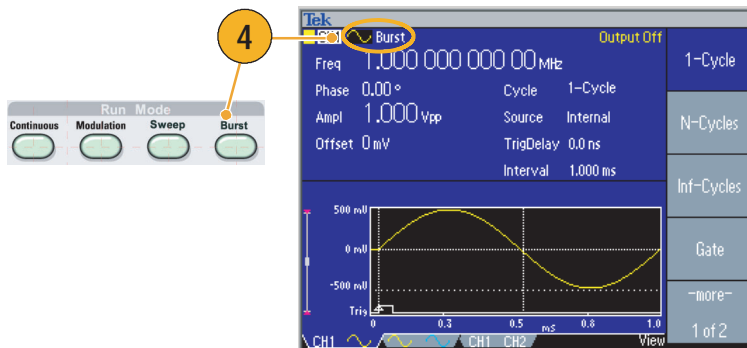 4
Run Mode
Continuous Modulation Sweep Burst
Tek
CH1 Burst Output Off
Freq 1.000 000 000 00 MHz
Phase 0.00 ° Cycle 1-Cycle
Ampl 1.000 Vpp Source Internal
Offset 0 mV TrigDelay 0.0 ns
Interval 1.000 ms
1-Cycle
N-Cycles
Inf-Cycles
Gate
-more-
1 of 2
500 mU
0 mU
-500 mU
Trig
0 0.3 0.5 ms 0.8 1.0
CH1 CH1 CH2 View